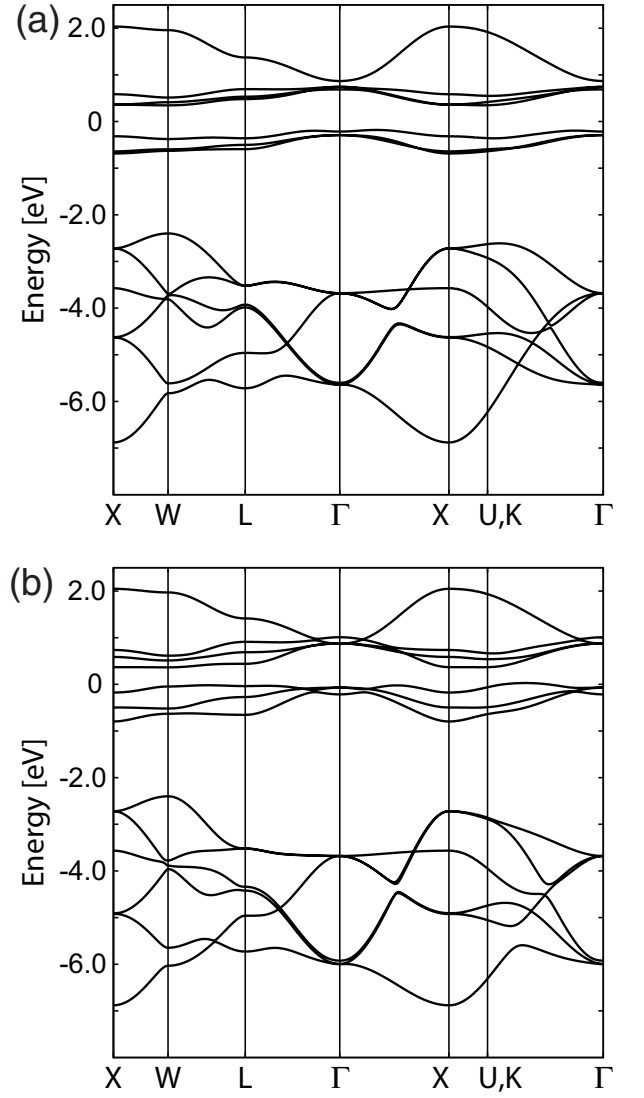 (a)
2.0
0
-2.0
-4.0
-6.0
Energy [eV]
X W L Γ X U,K Γ
(b)
2.0
0
-2.0
-4.0
-6.0
Energy [eV]
X W L Γ X U,K Γ